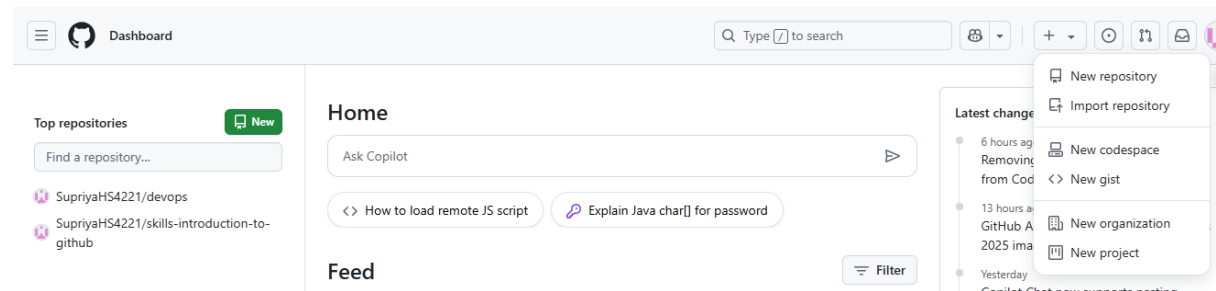 Dashboard
Type / to search
Top repositories
New
Find a repository...
SupriyaHS4221/devops
SupriyaHS4221/skills-introduction-to-
github
Home
Ask Copilot
How to load remote JS script
Explain Java char[] for password
Feed
Filter
New repository
Import repository
New codespace
New gist
New organization
New project
Latest change
6 hours ag
Removing
from Cod
13 hours a
GitHub A
2025 ima
Yesterday